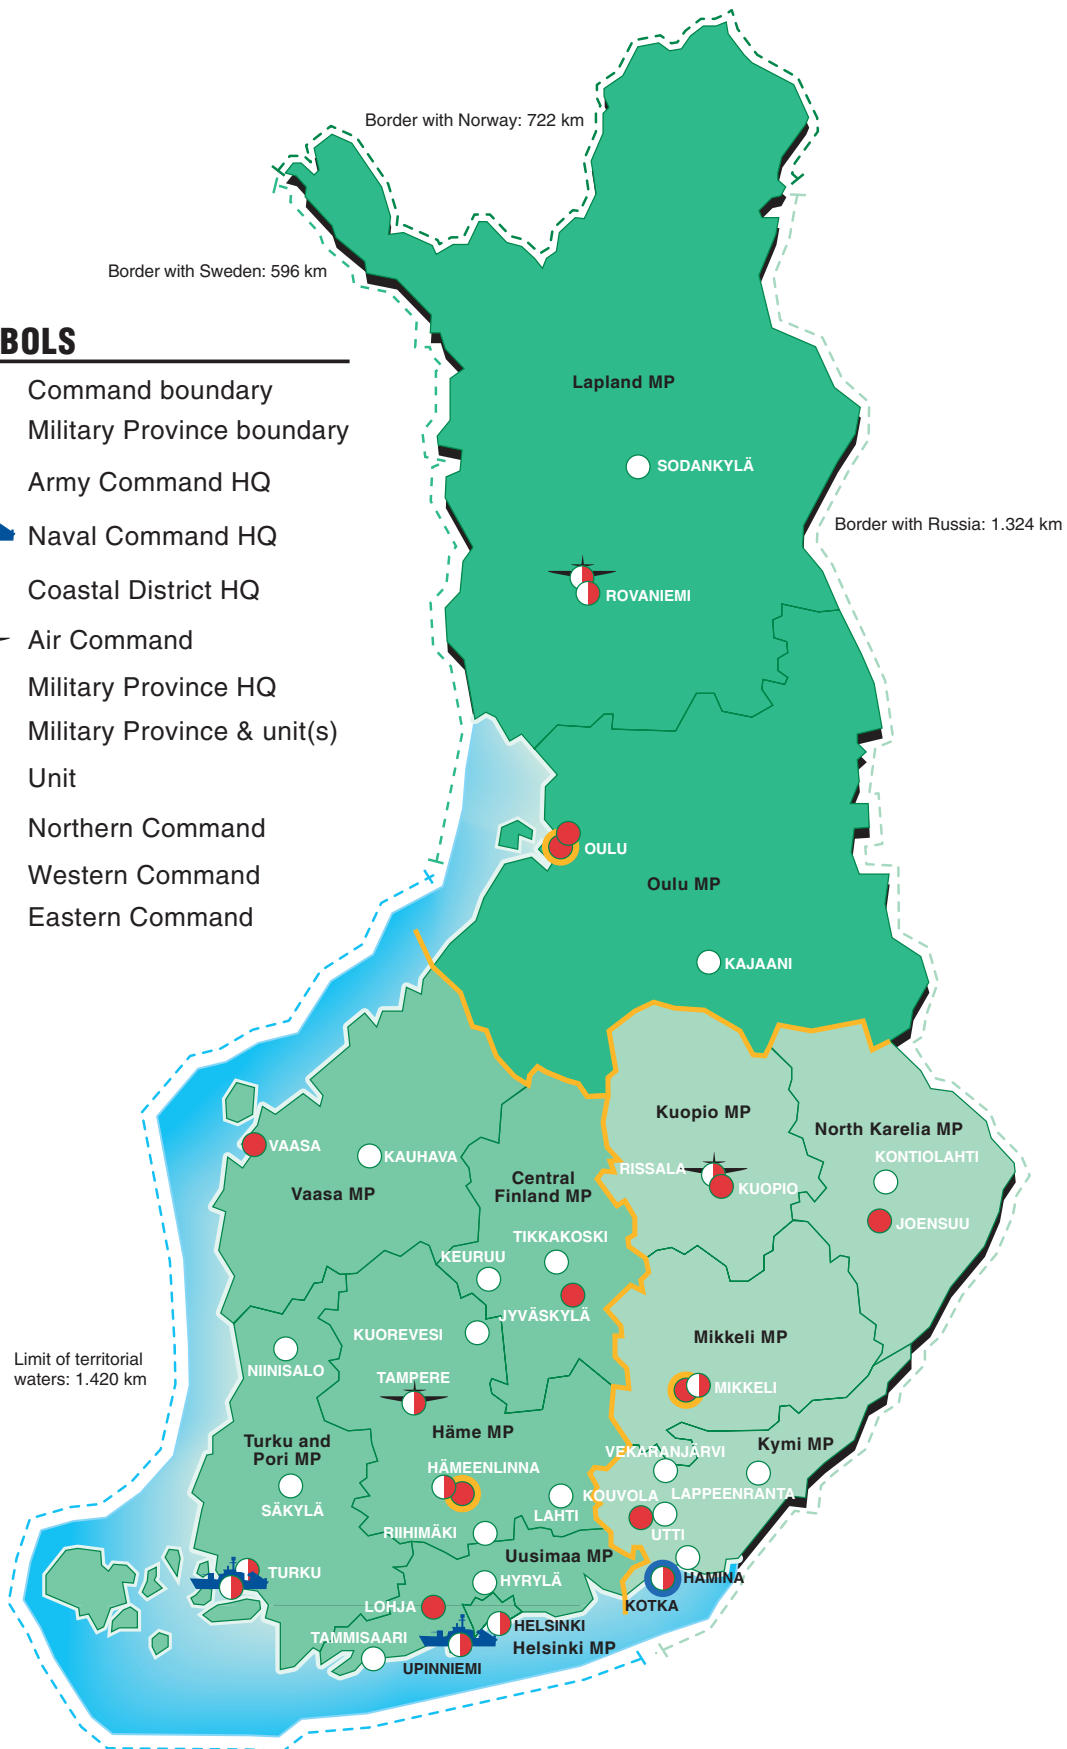 Border with Norway: 722 km
Border with Sweden: 596 km
BOLS
Command boundary
Military Province boundary
Army Command HQ
Naval Command HQ
Coastal District HQ
Air Command
Military Province HQ
Military Province & unit(s)
Unit
Northern Command
Western Command
Eastern Command
Lapland MP
SODANKYLÄ
Border with Russia: 1.324 km
ROVANIEMI
OULU
Oulu MP
KAJAANI
Kuopio MP
North Karelia MP
KONTIOLAHTI
VAASA
KAUHAVA
RISSALA
KUOPIO
Vaasa MP
Central
Finland MP
JOENSUU
TIKKAKOSKI
KEURUU
JYVÄSKYLÄ
KUOREVESI
Mikkeli MP
Limit of territorial
waters: 1.420 km
NIINISALO
TAMPERE
MIKKELI
Häme MP
Turku and
Pori MP
Kymi MP
VEKARANJÄRVI
HÄMEENLINNA
SÄKYLÄ
LAHTI
KOUVOLA
LAPPEENRANTA
RIIHIMÄKI
UTTI
Uusimaa MP
TURKU
HYRYLÄ
HAMINA
LOHJA
KOTKA
HELSINKI
TAMMISAARI
Helsinki MP
UPINNIEMI